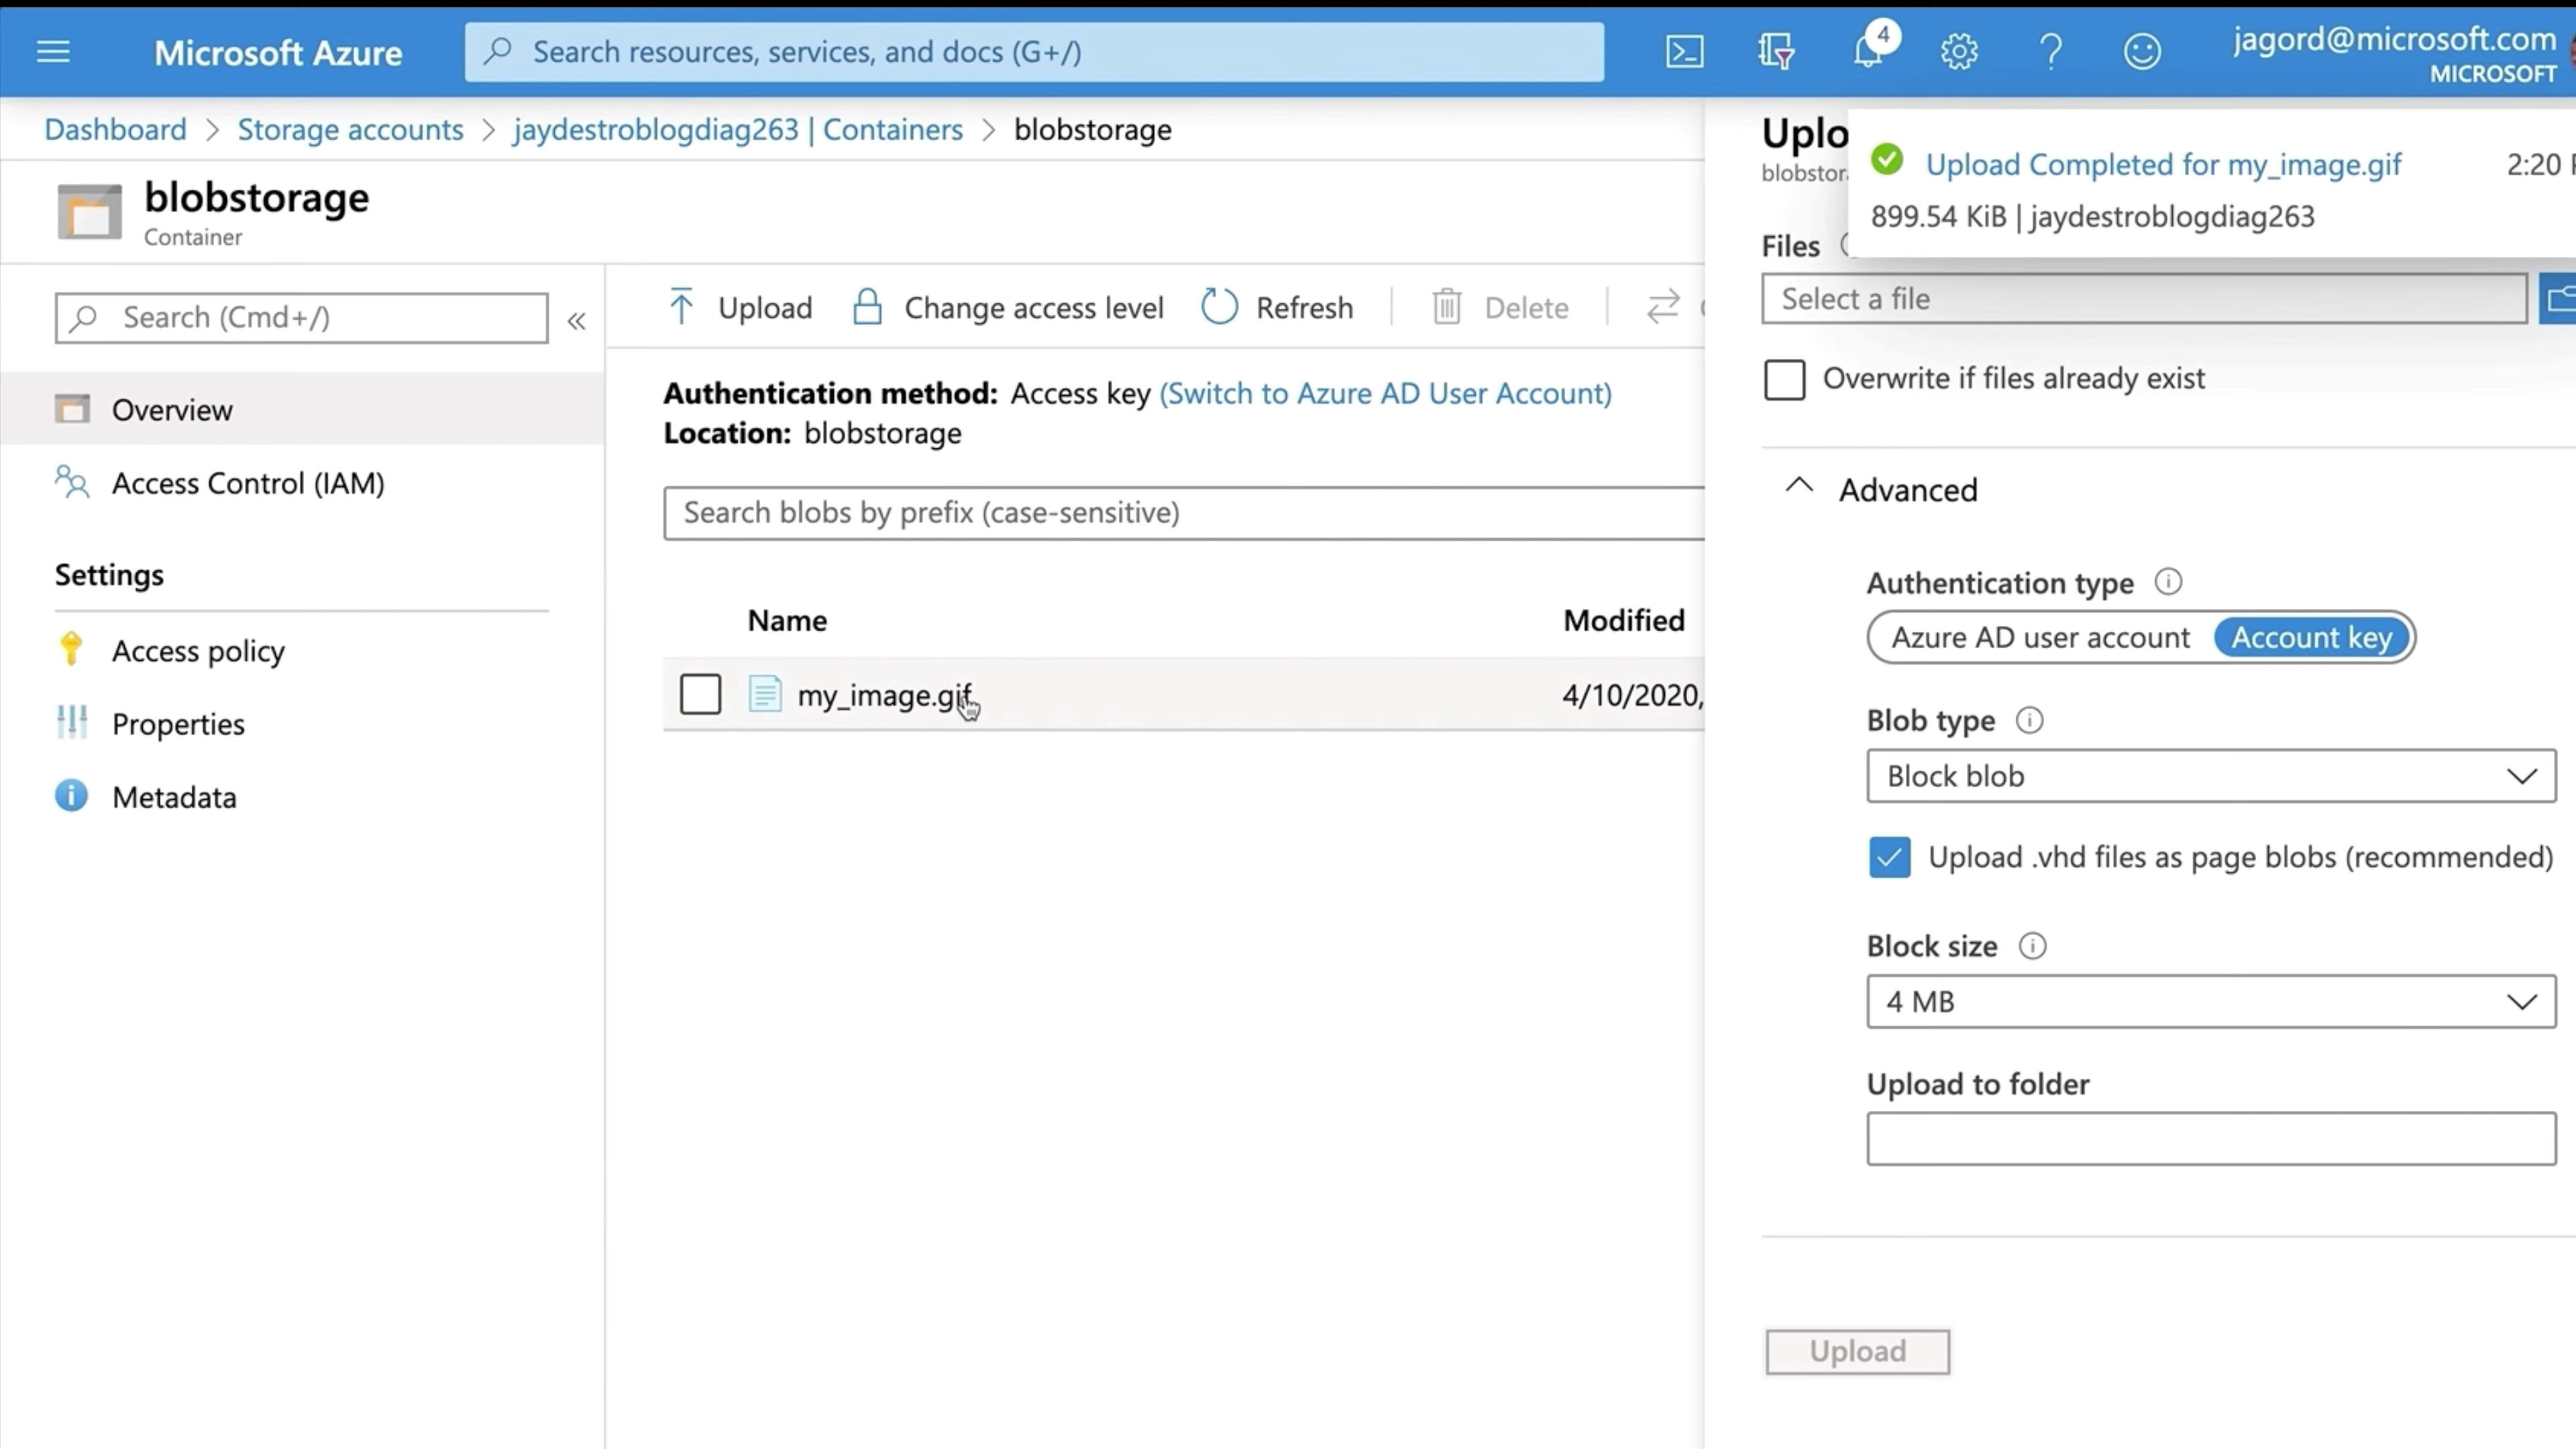 Microsoft Azure
Search resources, services, and docs (G+/)
4
jagord@microsoft.com
MICROSOFT
Dashboard > Storage accounts > jaydestroblogdiag263 | Containers > blobstorage
blobstorage
Container
Search (Cmd+/)
Overview
Access Control (IAM)
Settings
Access policy
Properties
Metadata
Upload
Change access level
Refresh
Delete
Authentication method: Access key (Switch to Azure AD User Account)
Location: blobstorage
Search blobs by prefix (case-sensitive)
Name
Modified
my_image.gif
4/10/2020,
Uplo
blobstor
Upload Completed for my_image.gif
2:20
899.54 KiB | jaydestroblogdiag263
Files
Select a file
Overwrite if files already exist
Advanced
Authentication type
Azure AD user account
Account key
Blob type
Block blob
Upload .vhd files as page blobs (recommended)
Block size
4 MB
Upload to folder
Upload